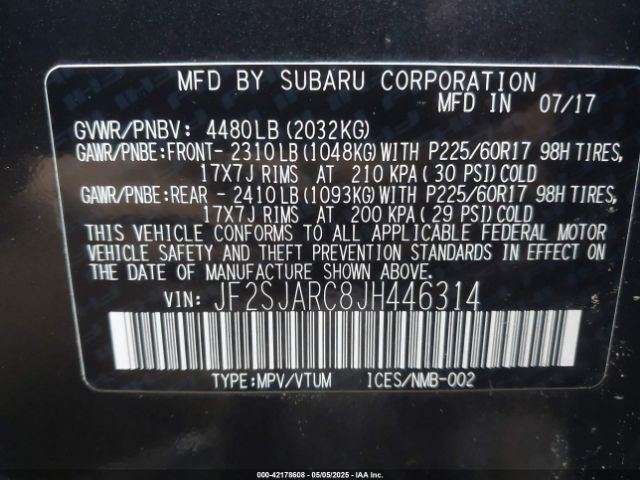 MFD BY SUBARU CORPORATION
MFD IN 07/17
GVWR/PNBV: 4480LB (2032KG)
GAWR/PNBE:FRONT- 2310LB (1048KG) WITH P225/60R17 98H TIRES,
17X7J RIMS AT 210 KPA ( 30 PSI) COLD
GAWR/PNBE:REAR - 2410LB (1093KG) WITH P225/60R17 98H TIRES,
17X7J RIMS AT 200 KPA ( 29 PSI) COLD
THIS VEHICLE CONFORMS TO ALL APPLICABLE FEDERAL MOTOR
VEHICLE SAFETY AND THEFT PREVENTION STANDARDS IN EFFECT ON
THE DATE OF MANUFACTURE SHOWN ABOVE.
VIN: JF2SJARC8JH446314
TYPE:MPV/VTUM ICES/NMB-002
000-42178608 - 05/05/2025 - IAA Inc.